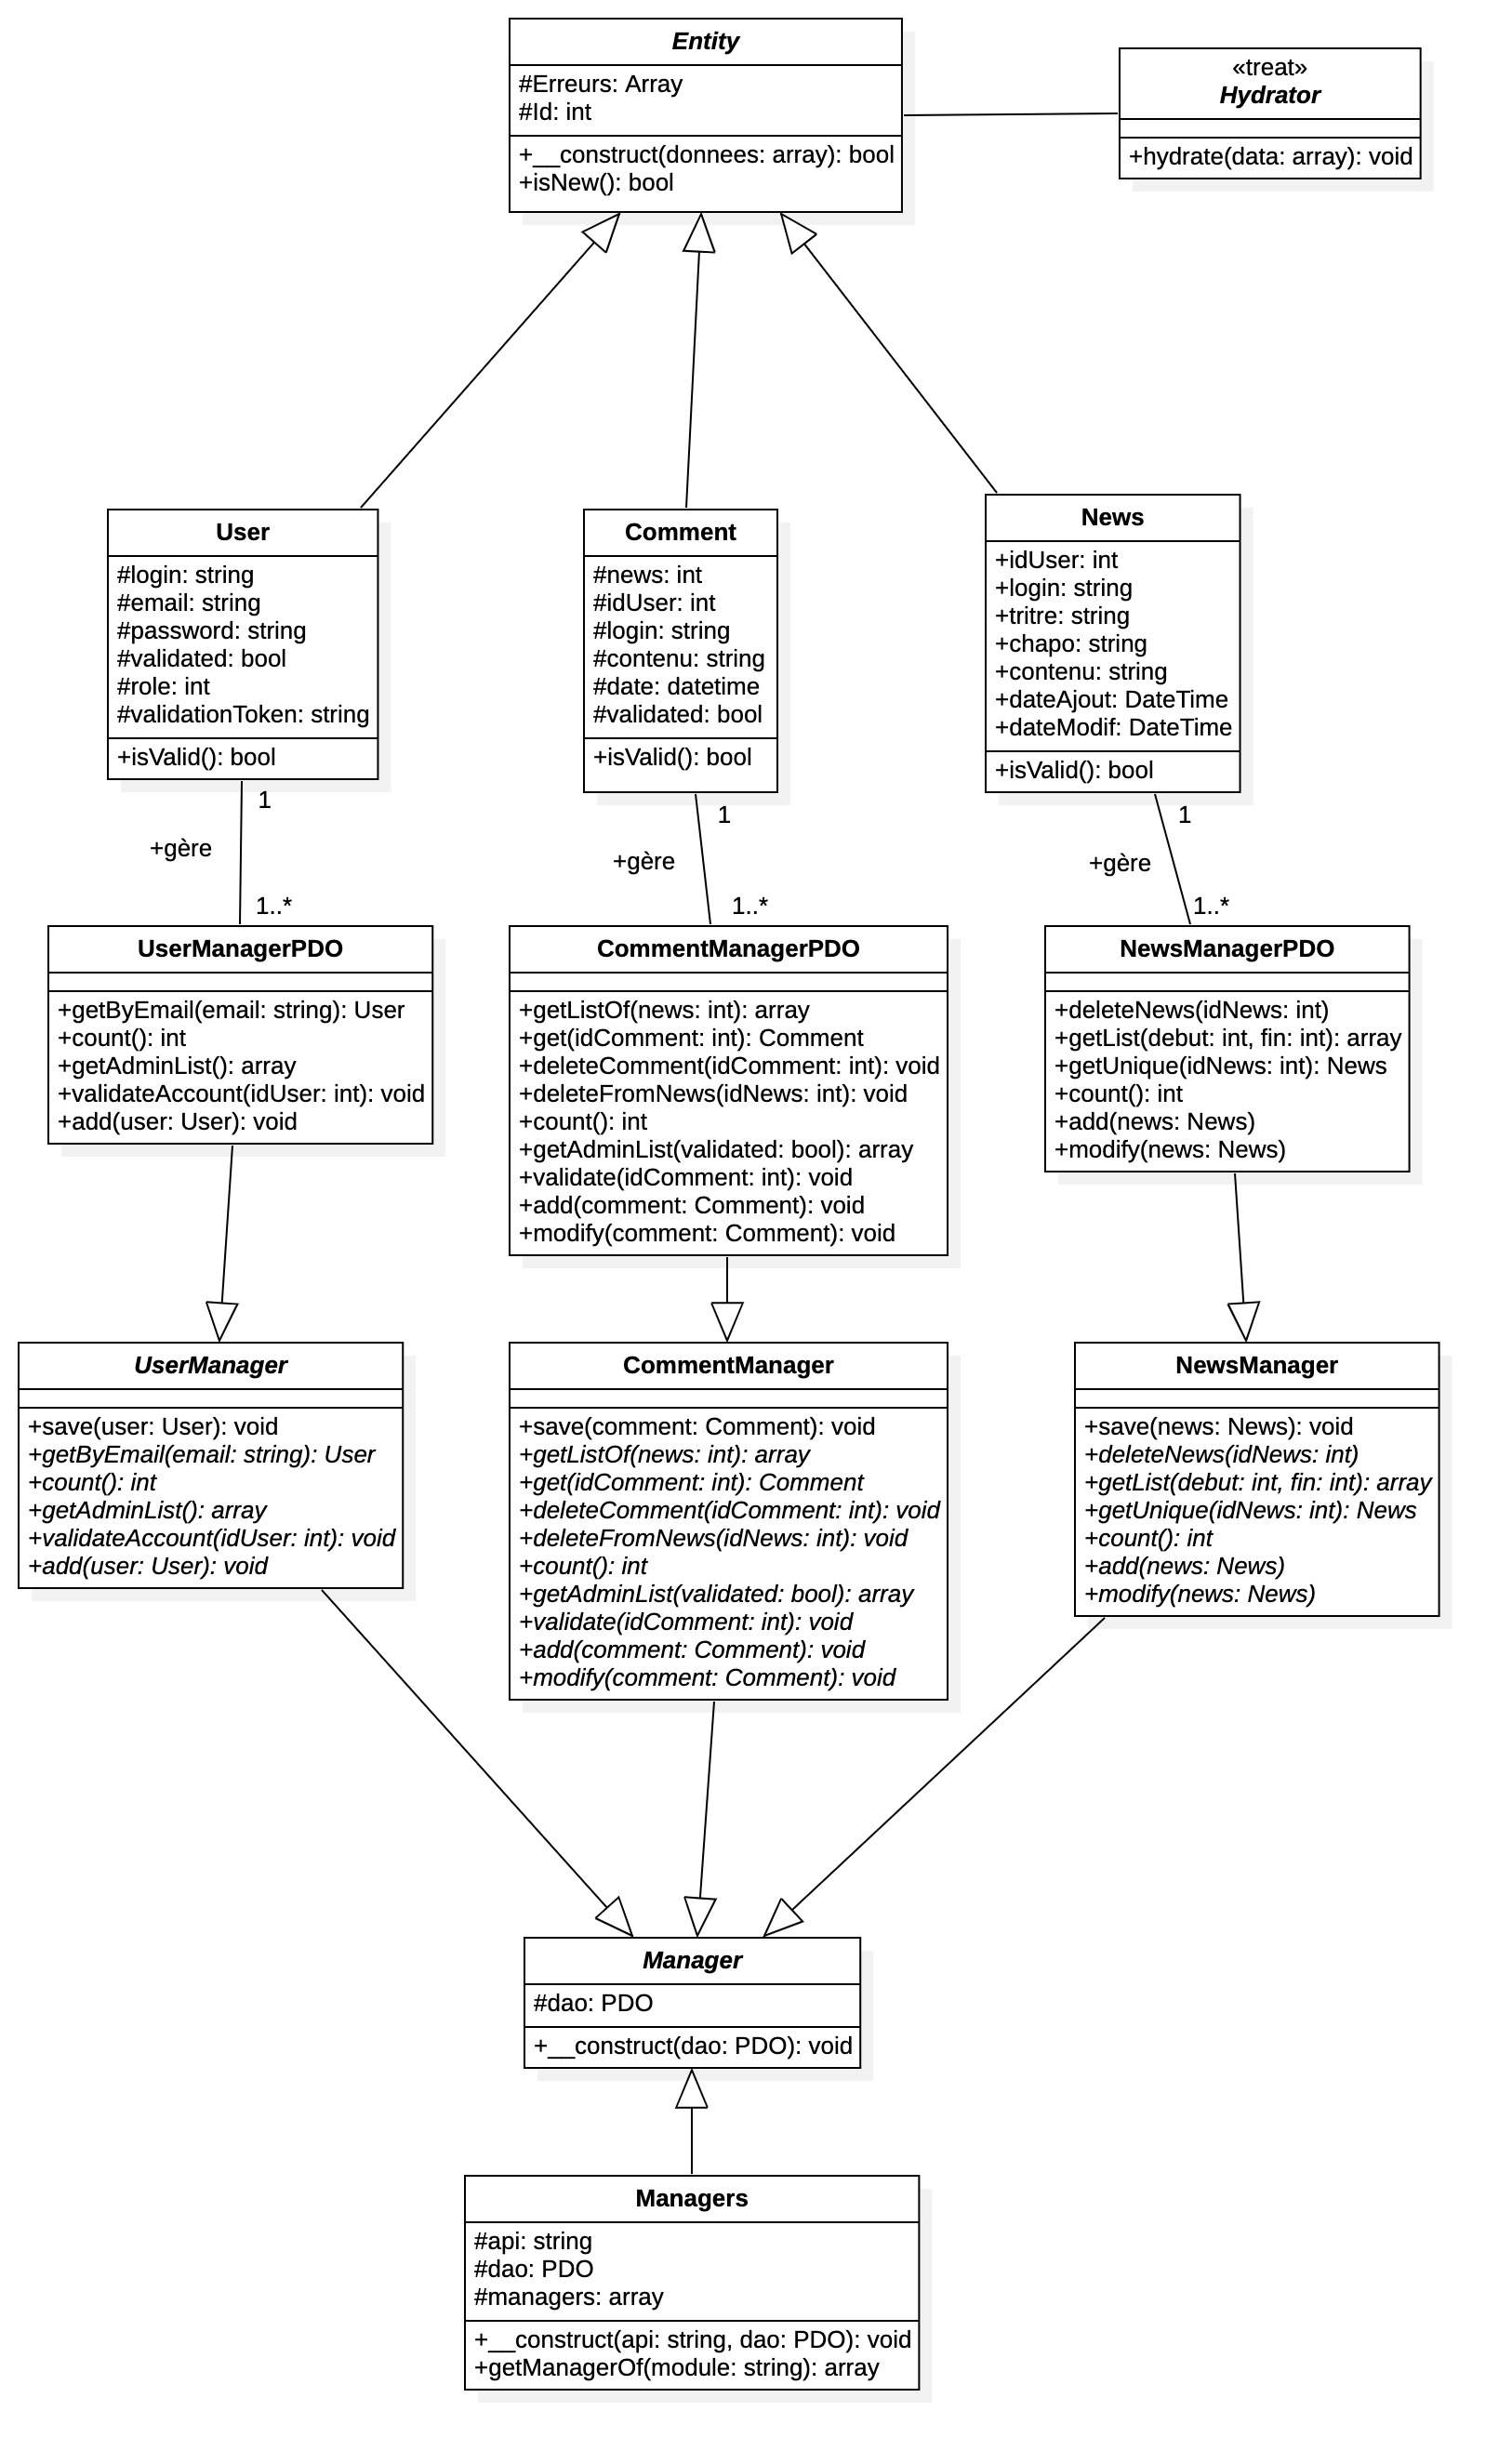 Entity
#Erreurs: Array
#Id: int
+__construct(donnees: array): bool
+isNew(): bool
«treat»
Hydrator
+hydrate(data: array): void
User
#login: string
#email: string
#password: string
#validated: bool
#role: int
#validationToken: string
+isValid(): bool
Comment
#news: int
#idUser: int
#login: string
#contenu: string
#date: datetime
#validated: bool
+isValid(): bool
News
+idUser: int
+login: string
+tritre: string
+chapo: string
+contenu: string
+dateAjout: DateTime
+dateModif: DateTime
+isValid(): bool
1
+gère
1..*
1
+gère
1..*
1
+gère
1..*
UserManagerPDO
+getByEmail(email: string): User
+count(): int
+getAdminList(): array
+validateAccount(idUser: int): void
+add(user: User): void
CommentManagerPDO
+getListOf(news: int): array
+get(idComment: int): Comment
+deleteComment(idComment: int): void
+deleteFromNews(idNews: int): void
+count(): int
+getAdminList(validated: bool): array
+validate(idComment: int): void
+add(comment: Comment): void
+modify(comment: Comment): void
NewsManagerPDO
+deleteNews(idNews: int)
+getList(debut: int, fin: int): array
+getUnique(idNews: int): News
+count(): int
+add(news: News)
+modify(news: News)
UserManager
+save(user: User): void
+getByEmail(email: string): User
+count(): int
+getAdminList(): array
+validateAccount(idUser: int): void
+add(user: User): void
CommentManager
+save(comment: Comment): void
+getListOf(news: int): array
+get(idComment: int): Comment
+deleteComment(idComment: int): void
+deleteFromNews(idNews: int): void
+count(): int
+getAdminList(validated: bool): array
+validate(idComment: int): void
+add(comment: Comment): void
+modify(comment: Comment): void
NewsManager
+save(news: News): void
+deleteNews(idNews: int)
+getList(debut: int, fin: int): array
+getUnique(idNews: int): News
+count(): int
+add(news: News)
+modify(news: News)
Manager
#dao: PDO
+__construct(dao: PDO): void
Managers
#api: string
#dao: PDO
#managers: array
+__construct(api: string, dao: PDO): void
+getManagerOf(module: string): array